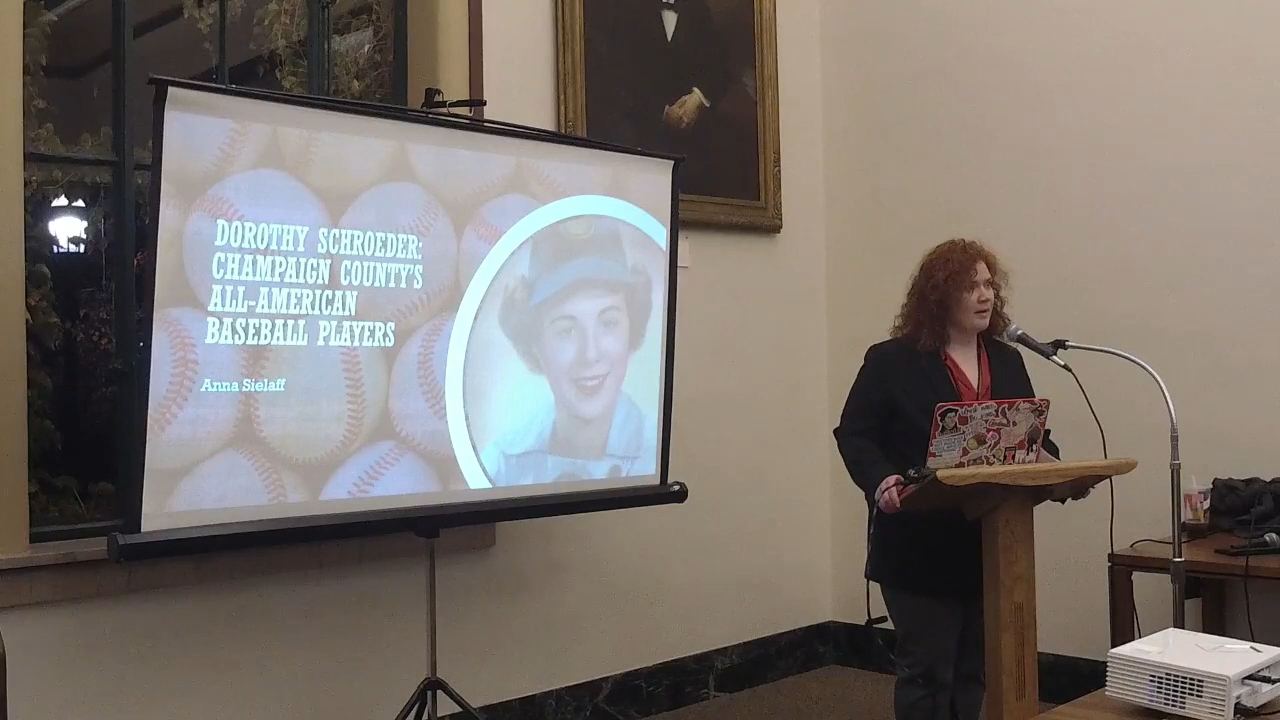 DOROTHY SCHROEDER:
CHAMPAIGN COUNTY'S
ALL-AMERICAN
BASEBALL PLAYERS
Anna Sielaff